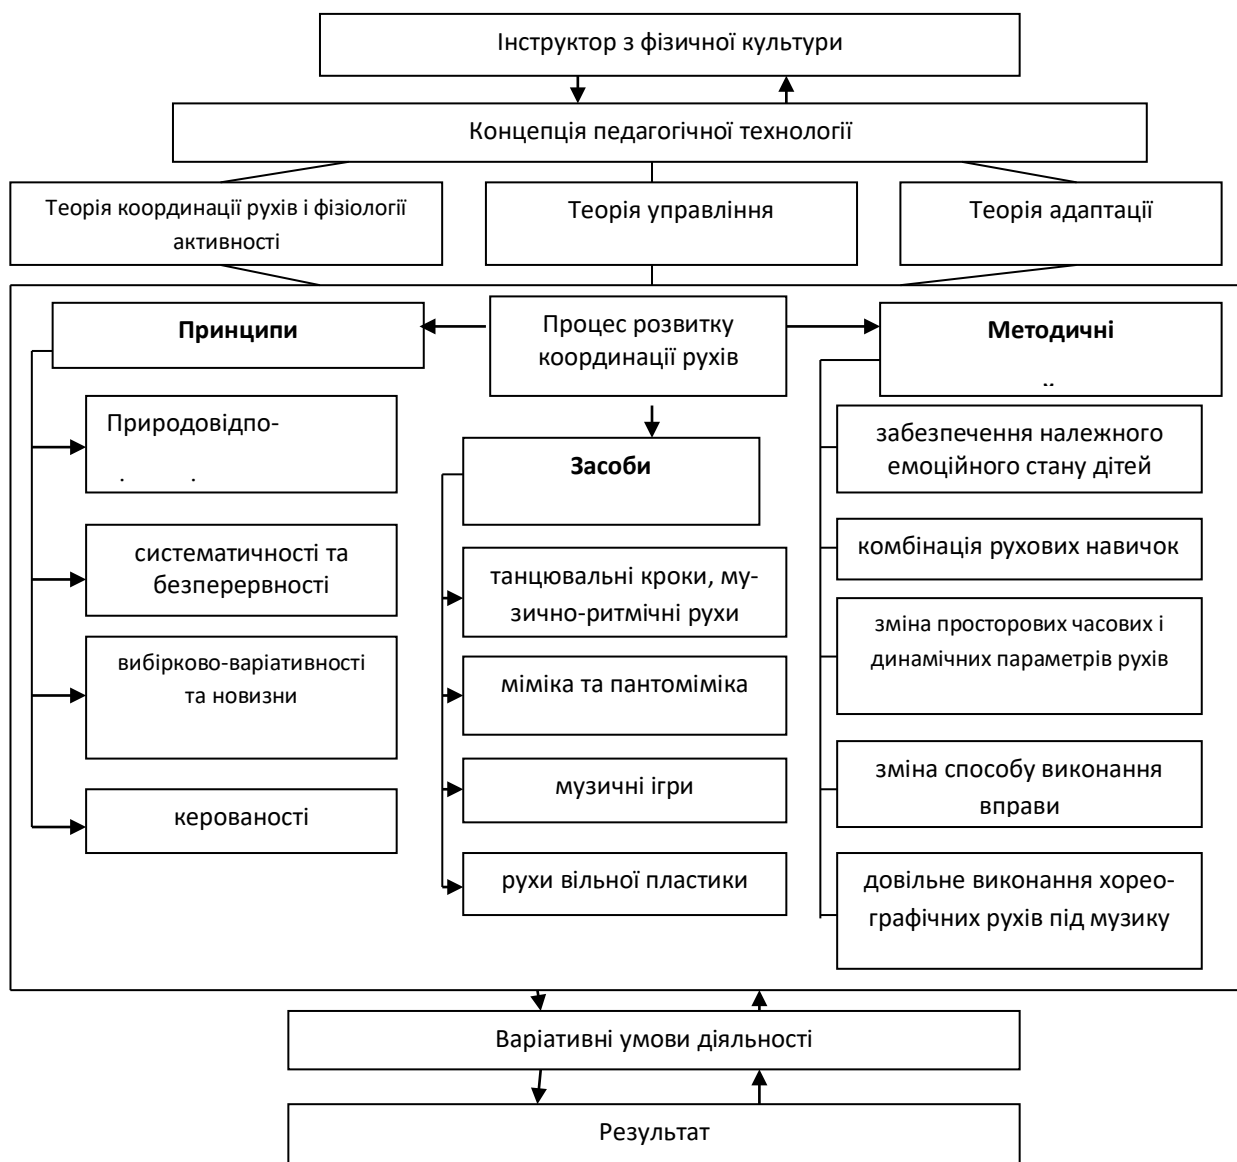 Інструктор з фізичної культури
Концепція педагогічної технології
Теорія координації рухів і фізіології
активності
Теорія управління
Теорія адаптації
Принципи
Процес розвитку
координації рухів
Методичні
Природовідпо-
систематичності та
безперервності
вибірково-варіативності
та новизни
керованості
Засоби
танцювальні кроки, му-
зично-ритмічні рухи
міміка та пантоміміка
музичні ігри
рухи вільної пластики
забезпечення належного
емоційного стану дітей
комбінація рухових навичок
зміна просторових часових і
динамічних параметрів рухів
зміна способу виконання
вправи
довільне виконання хорео-
графічних рухів під музику
Варіативні умови діяльності
Результат